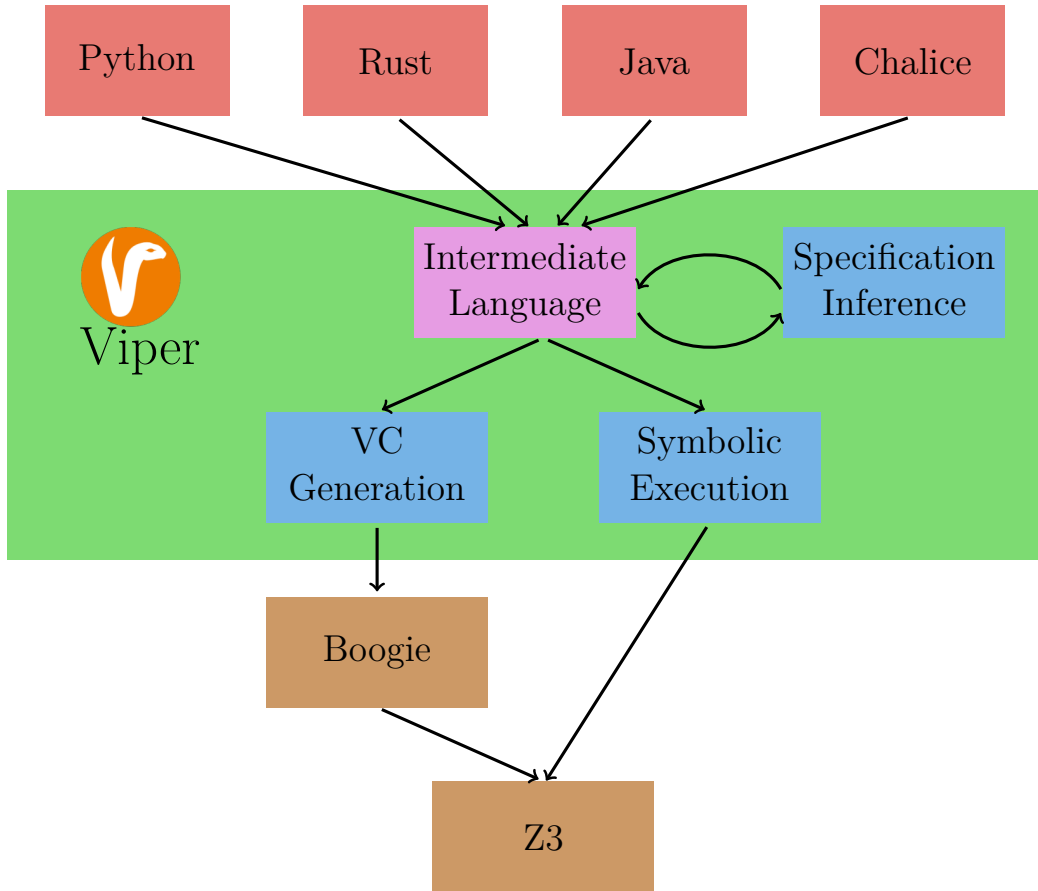 Python
Rust
Java
Chalice
Intermediate
Language
Specification
Inference
Viper
VC
Generation
Symbolic
Execution
Boogie
Z3